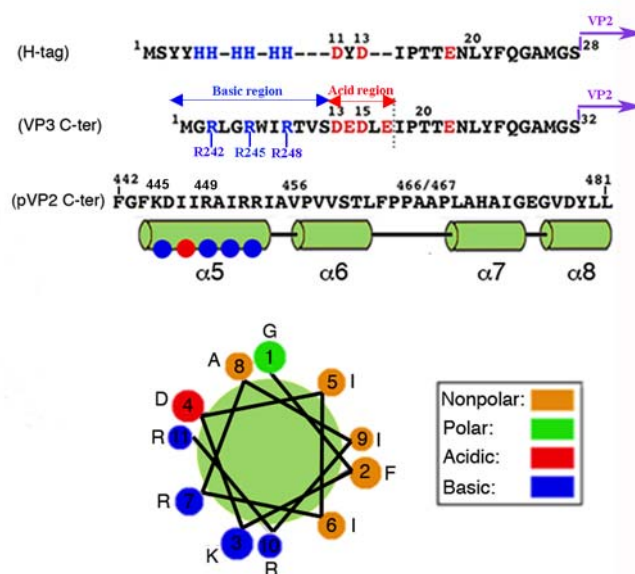 VP2
11 13 20
(H-tag) 1MSYYHH-HH-HH---DYD--IPTTENLYFQGAMGS28
Basic region Acid region VP2
13 15 20
(VP3 C-ter) 1MGRLGRWIRTVSDEDLEIPTTENLYFQGAMGS32
R242 R245 R248
442 445 449 456 466/467 481
(pVP2 C-ter) FGFKDIIRAIRRIAVPVVSTLFPPAAPLAHAIGEGVDYLL
α5 α6 α7 α8
G
A 8 1
5 I
D 4
R 11 9 I
2 F
R 7
6 I
K 3 10
R
Nonpolar:
Polar:
Acidic:
Basic: